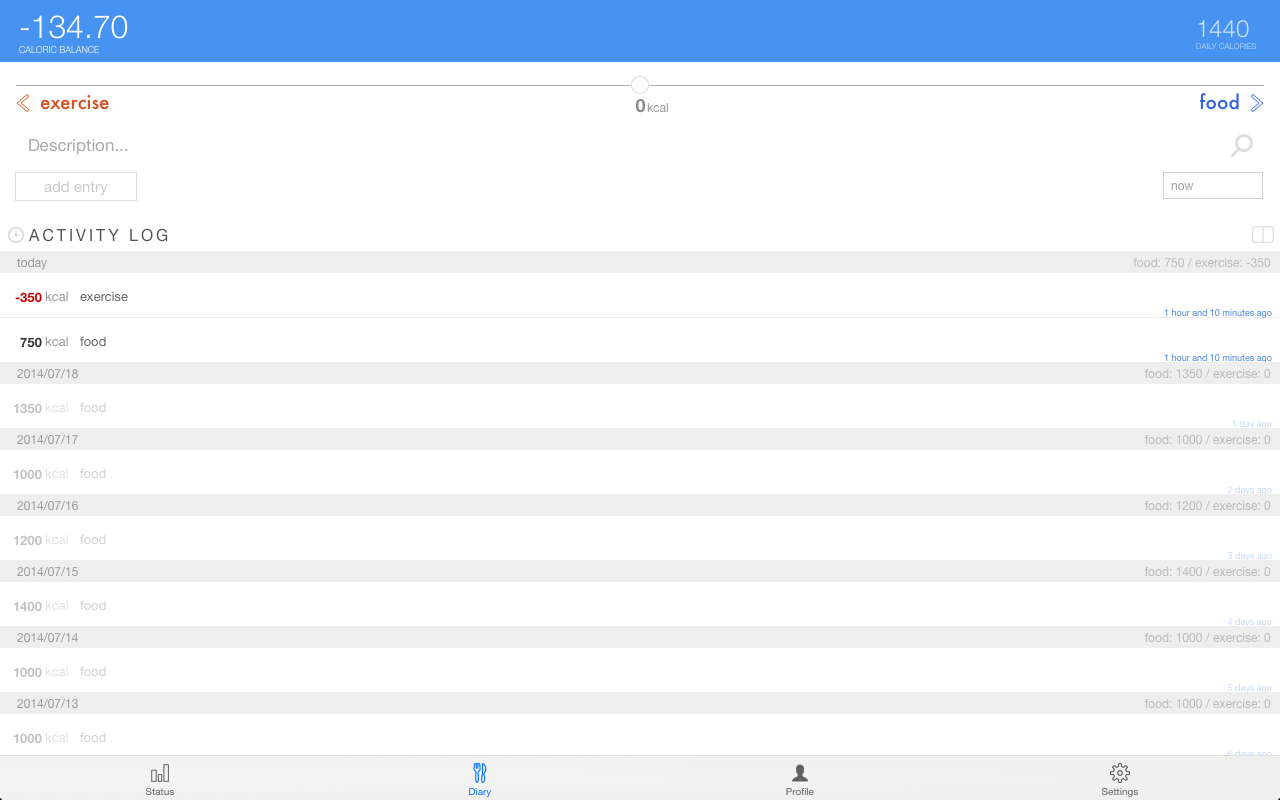 -134.70
CALORIC BALANCE
1440
DAILY CALORIES
exercise
0 kcal
food
Description...
add entry
now
ACTIVITY LOG
today food: 750 / exercise: -350
-350 kcal exercise
1 hour and 10 minutes ago
750 kcal food
1 hour and 10 minutes ago
2014/07/18 food: 1350 / exercise: 0
1350 kcal food
1 day ago
2014/07/17 food: 1000 / exercise: 0
1000 kcal food
2 days ago
2014/07/16 food: 1200 / exercise: 0
1200 kcal food
3 days ago
2014/07/15 food: 1400 / exercise: 0
1400 kcal food
4 days ago
2014/07/14 food: 1000 / exercise: 0
1000 kcal food
5 days ago
2014/07/13 food: 1000 / exercise: 0
1000 kcal food
6 days ago
Status Diary Profile Settings